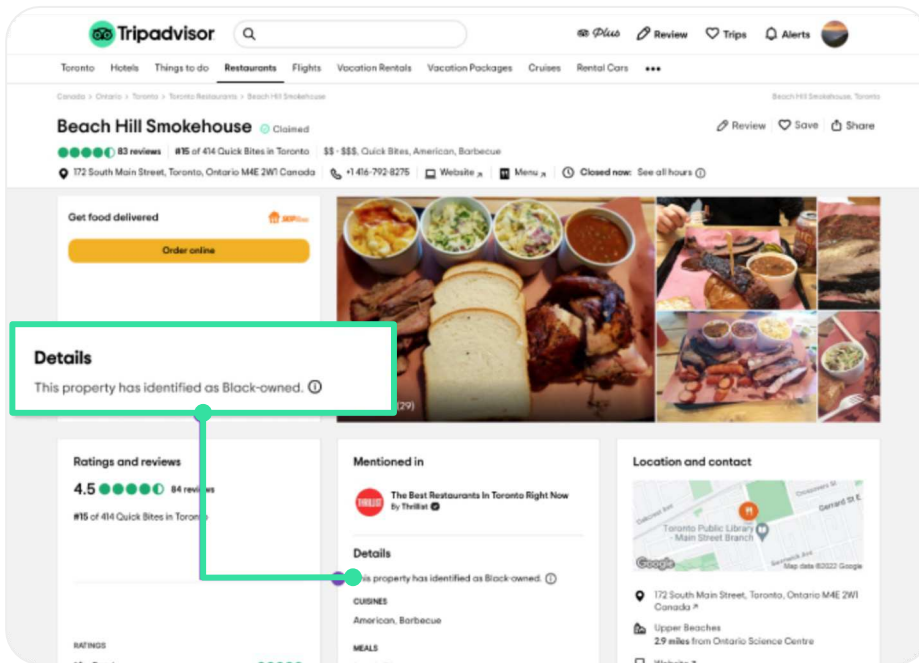 Tripadvisor
Plus Review Trips Alerts
Toronto Hotels Things to do Restaurants Flights Vacation Rentals Vacation Packages Cruises Rental Cars
Canada > Ontario > Toronto > Toronto Restaurants > Beach Hill Smokehouse
Beach Hill Smokehouse, Toronto
Beach Hill Smokehouse Claimed
Review Save Share
83 reviews #15 of 414 Quick Bites in Toronto $$ - $$$, Quick Bites, American, Barbecue
172 South Main Street, Toronto, Ontario M4E 2W1 Canada +1 416-792-8275 Website Menu Closed now: See all hours
Get food delivered
Order online
Details
This property has identified as Black-owned.
(29)
Ratings and reviews
4.5 84 reviews
#15 of 414 Quick Bites in Toronto
RATINGS
Mentioned in
THRILLIST
The Best Restaurants In Toronto Right Now
By Thrillist
Details
This property has identified as Black-owned.
CUISINES
American, Barbecue
MEALS
Location and contact
Gerrard St E
Toronto Public Library
- Main Street Branch
Google
Map data ©2022 Google
172 South Main Street, Toronto, Ontario M4E 2W1
Canada
Upper Beaches
2.9 miles from Ontario Science Centre
Website